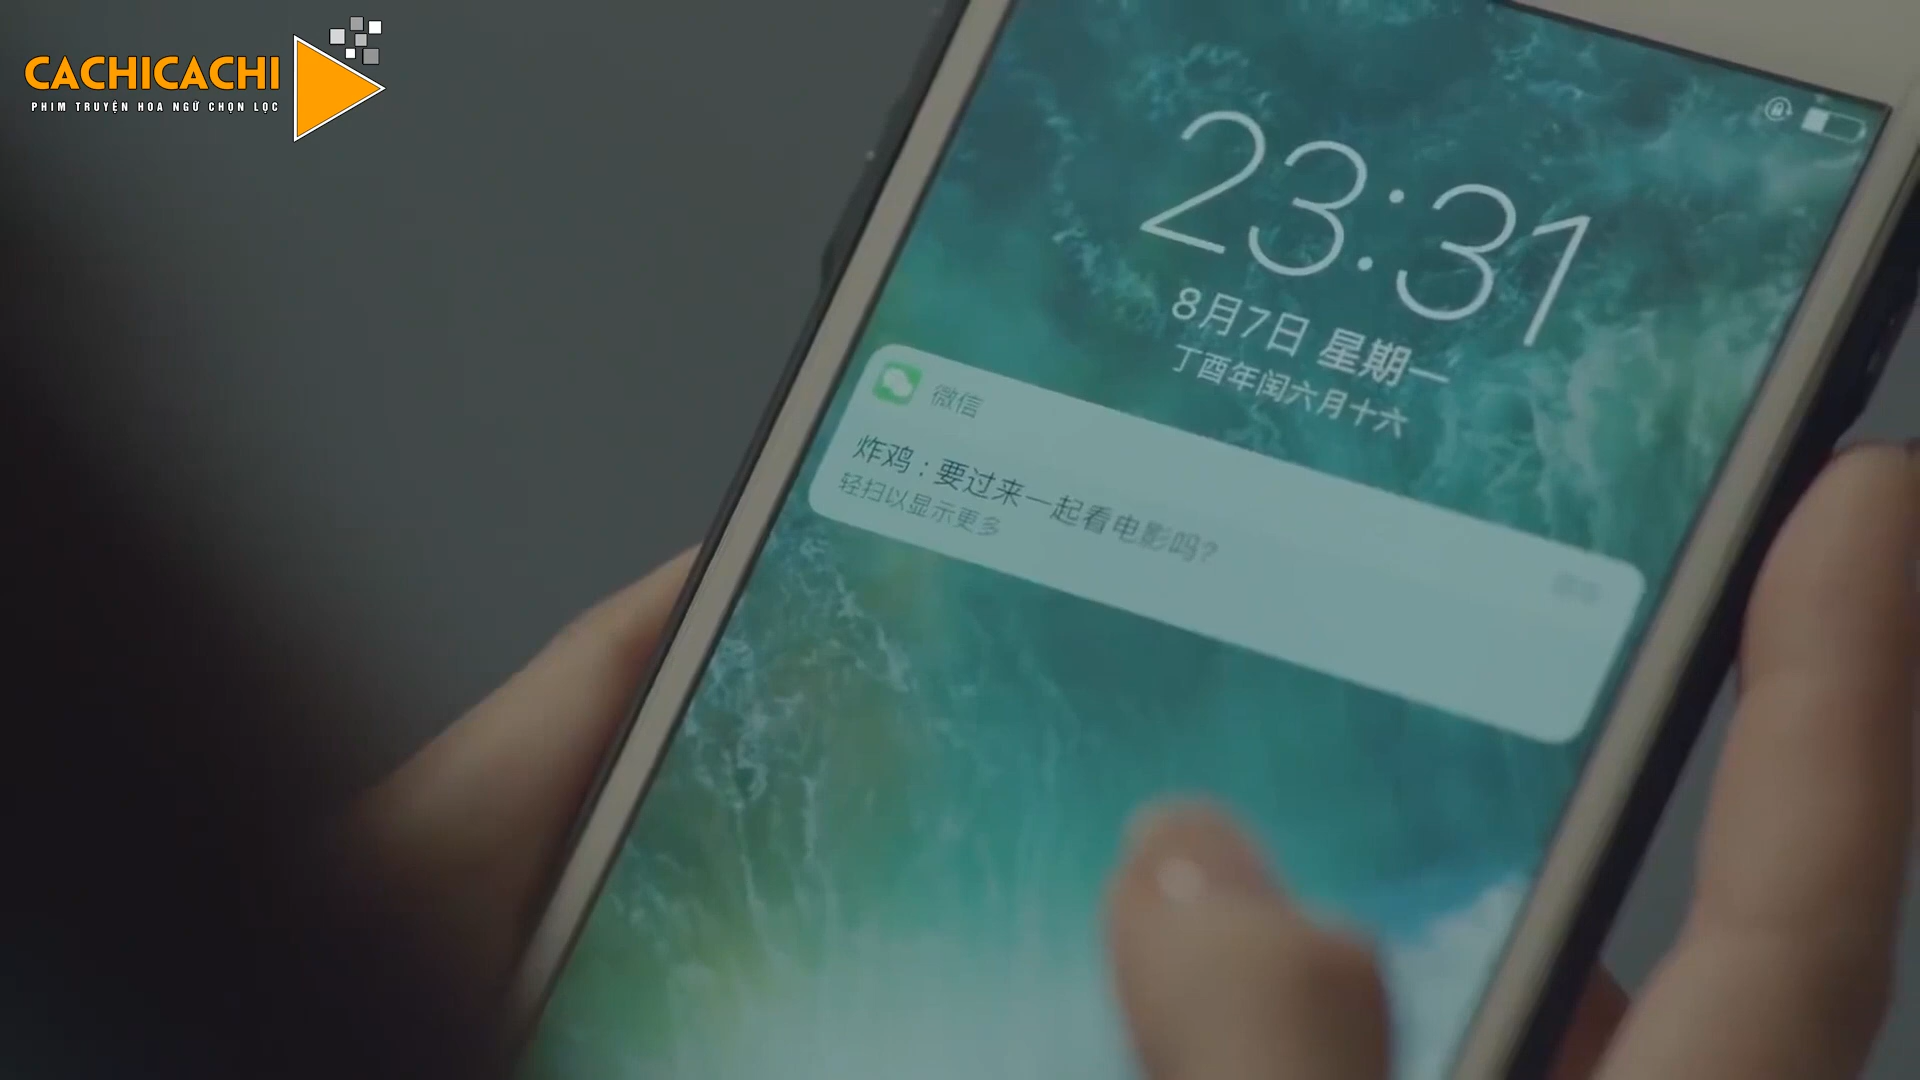 CACHICACHI
PHIM TRUYỆN HOA NGỮ CHỌN LỌC
23:31
8月7日 星期一
丁酉年闰六月十六
微信
炸鸡：要过来一起看电影吗?
轻扫以显示更多